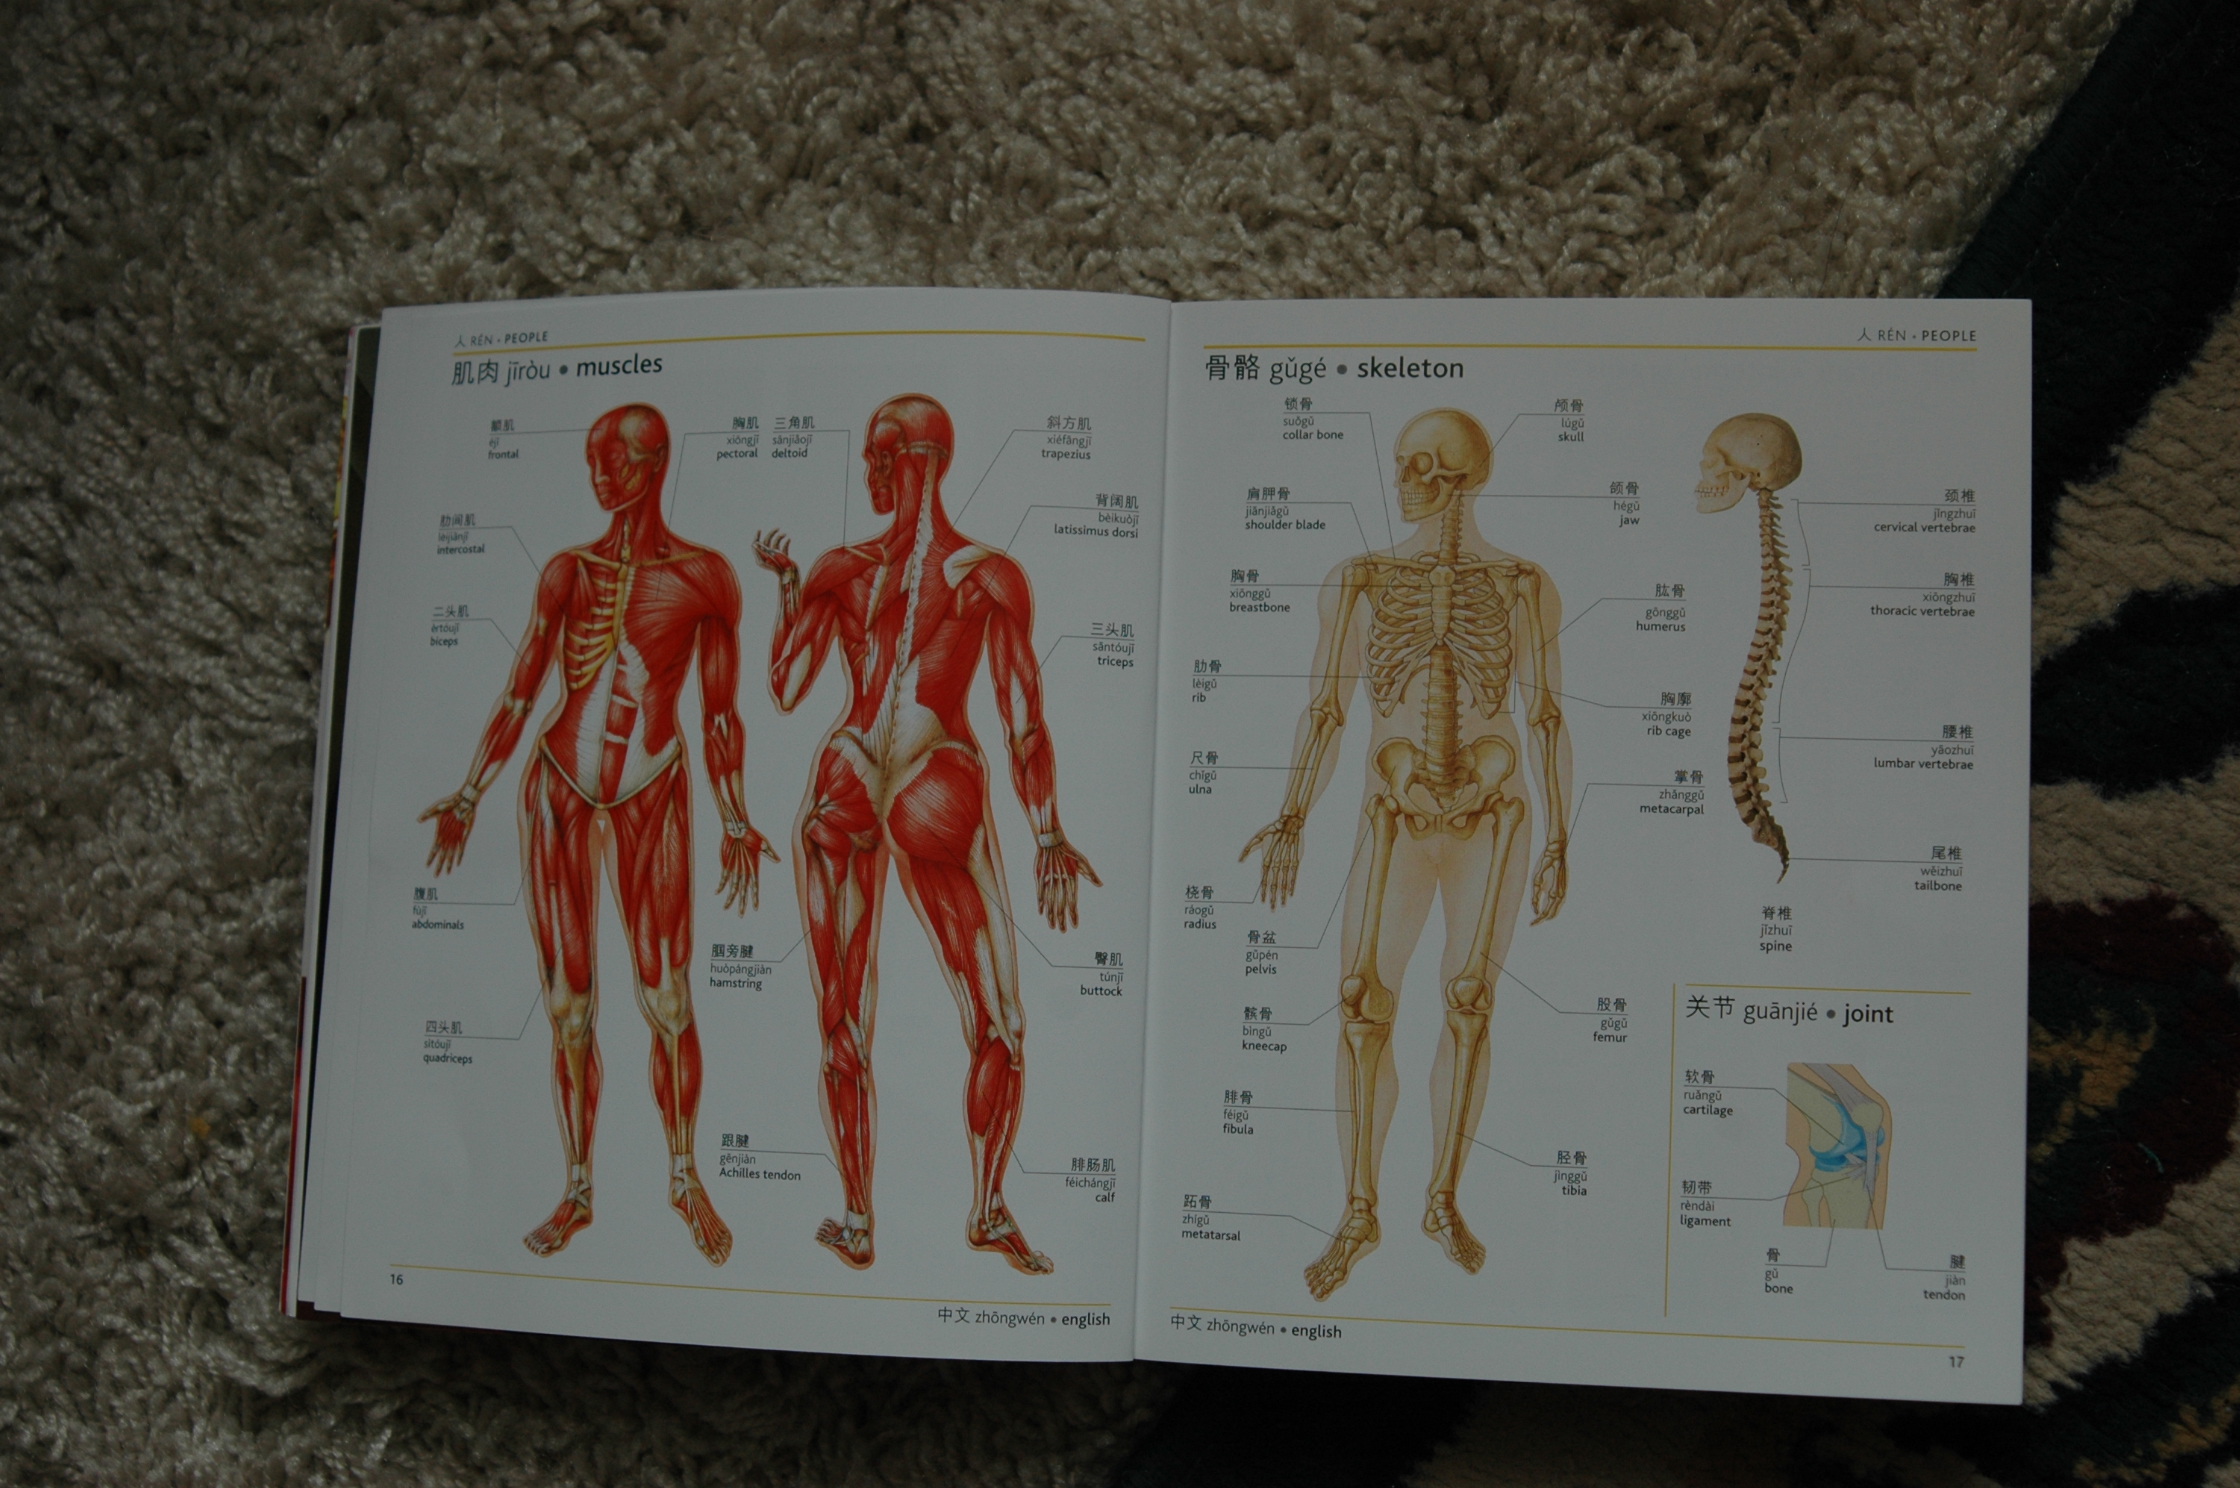 人 RÉN • PEOPLE
肌肉 jīròu • muscles
额肌
éjī
frontal
胸肌
xiōngjī
pectoral
三角肌
sānjiǎojī
deltoid
斜方肌
xiéfāngjī
trapezius
背阔肌
bèikuòjī
latissimus dorsi
肋间肌
lèijiānjī
intercostal
二头肌
èrtóujī
biceps
三头肌
sāntóujī
triceps
腹肌
fùjī
abdominals
腘旁腱
huópángjiàn
hamstring
臀肌
túnjī
buttock
四头肌
sìtóujī
quadriceps
跟腱
gēnjiàn
Achilles tendon
腓肠肌
féichángjī
calf
16
中文 zhōngwén • english
人 RÉN • PEOPLE
骨骼 gǔgé • skeleton
锁骨
suǒgǔ
collar bone
颅骨
lúgǔ
skull
肩胛骨
jiānjiǎgǔ
shoulder blade
颌骨
hégǔ
jaw
胸骨
xiōnggǔ
breastbone
肱骨
gōnggǔ
humerus
肋骨
lèigǔ
rib
胸廓
xiōngkuò
rib cage
尺骨
chǐgǔ
ulna
掌骨
zhǎnggǔ
metacarpal
桡骨
ráogǔ
radius
骨盆
gǔpén
pelvis
股骨
gǔgǔ
femur
髌骨
bìngǔ
kneecap
腓骨
féigǔ
fibula
胫骨
jìnggǔ
tibia
跖骨
zhígǔ
metatarsal
颈椎
jǐngzhuī
cervical vertebrae
胸椎
xiōngzhuī
thoracic vertebrae
腰椎
yāozhuī
lumbar vertebrae
尾椎
wěizhuī
tailbone
脊椎
jǐzhuī
spine
关节 guānjié • joint
软骨
ruǎngǔ
cartilage
韧带
rèndài
ligament
骨
gǔ
bone
腱
jiàn
tendon
中文 zhōngwén • english
17